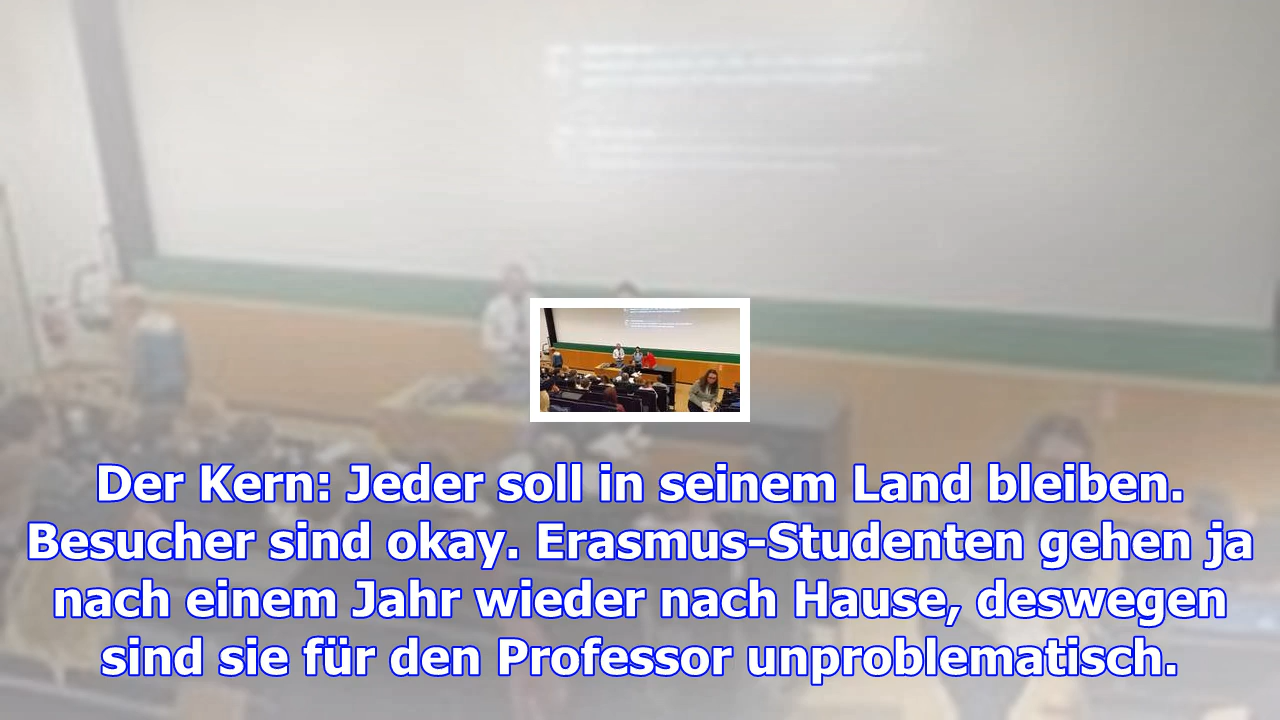 Der Kern: Jeder soll in seinem Land bleiben.
Besucher sind okay. Erasmus-Studenten gehen ja
nach einem Jahr wieder nach Hause, deswegen
sind sie für den Professor unproblematisch.